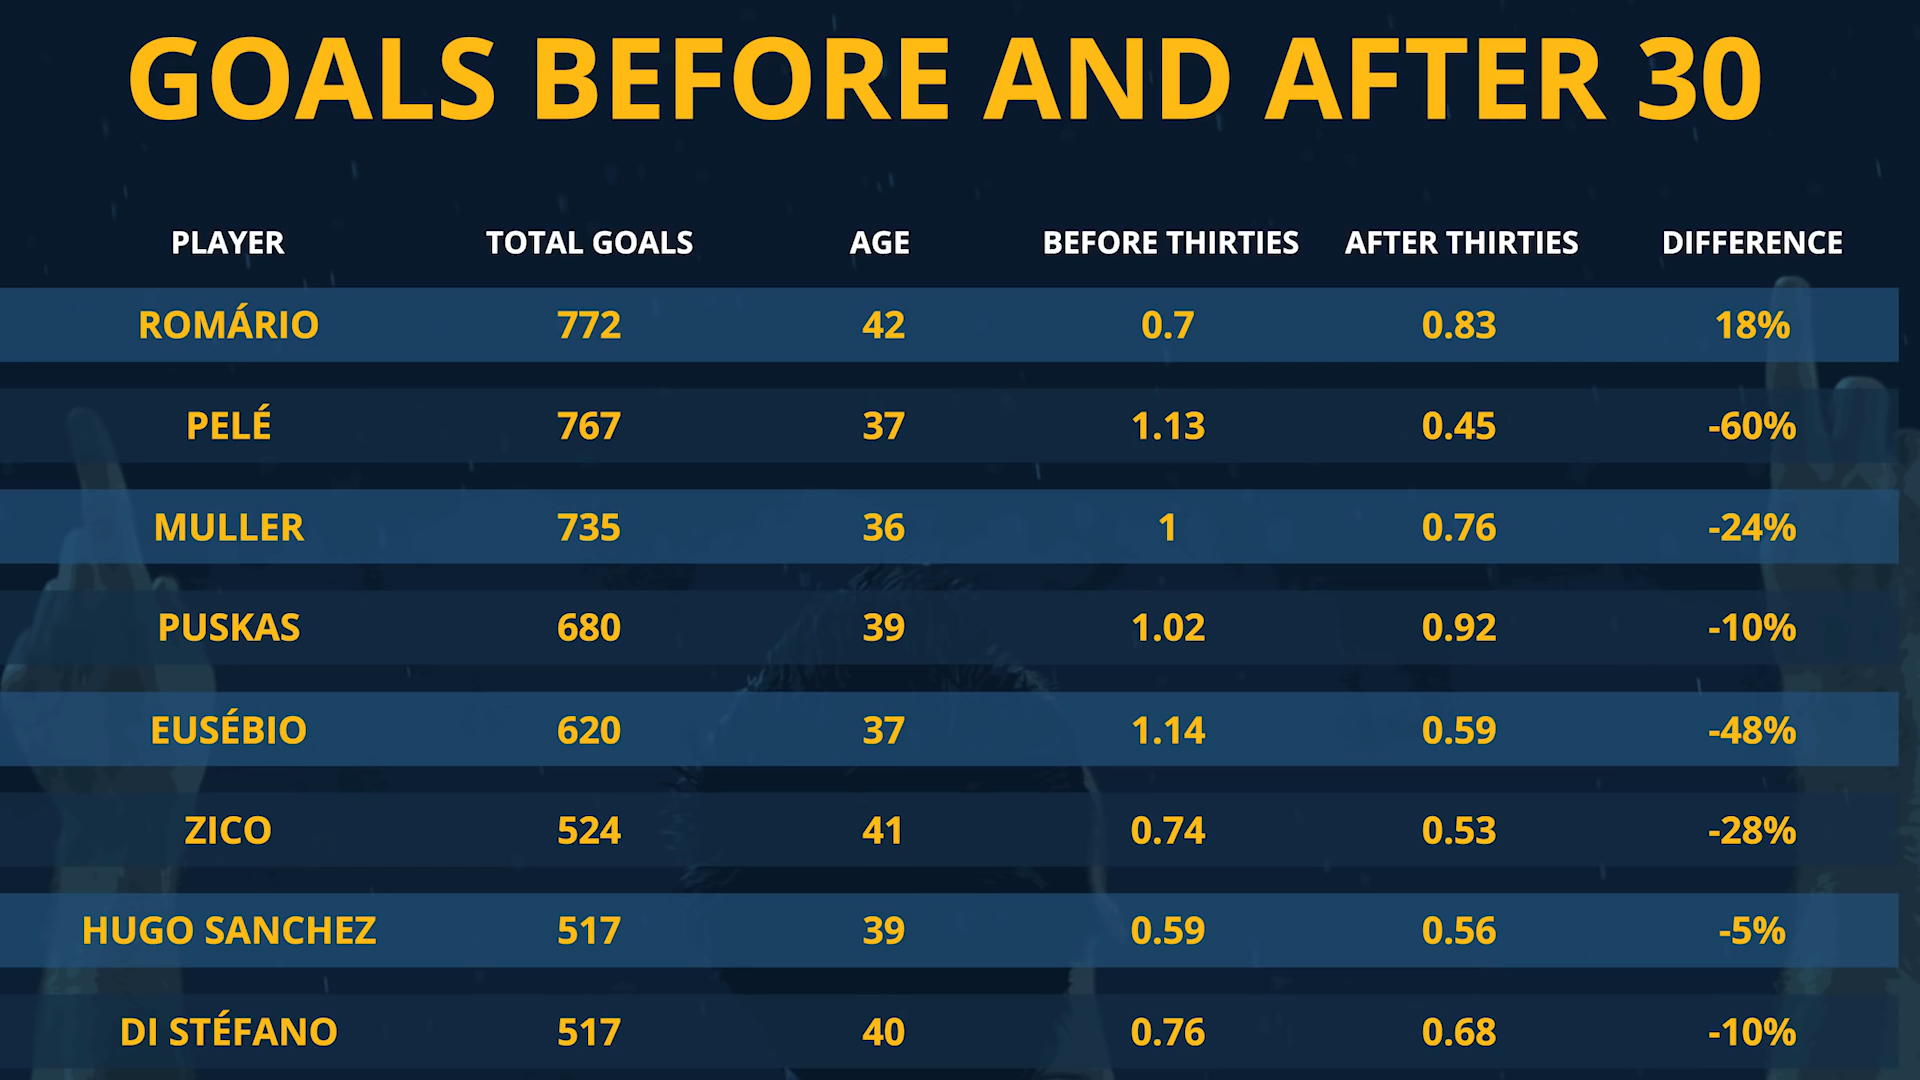 GOALS BEFORE AND AFTER 30
PLAYER TOTAL GOALS AGE BEFORE THIRTIES AFTER THIRTIES DIFFERENCE
ROMÁRIO 772 42 0.7 0.83 18%
PELÉ 767 37 1.13 0.45 -60%
MULLER 735 36 1 0.76 -24%
PUSKAS 680 39 1.02 0.92 -10%
EUSÉBIO 620 37 1.14 0.59 -48%
ZICO 524 41 0.74 0.53 -28%
HUGO SANCHEZ 517 39 0.59 0.56 -5%
DI STÉFANO 517 40 0.76 0.68 -10%